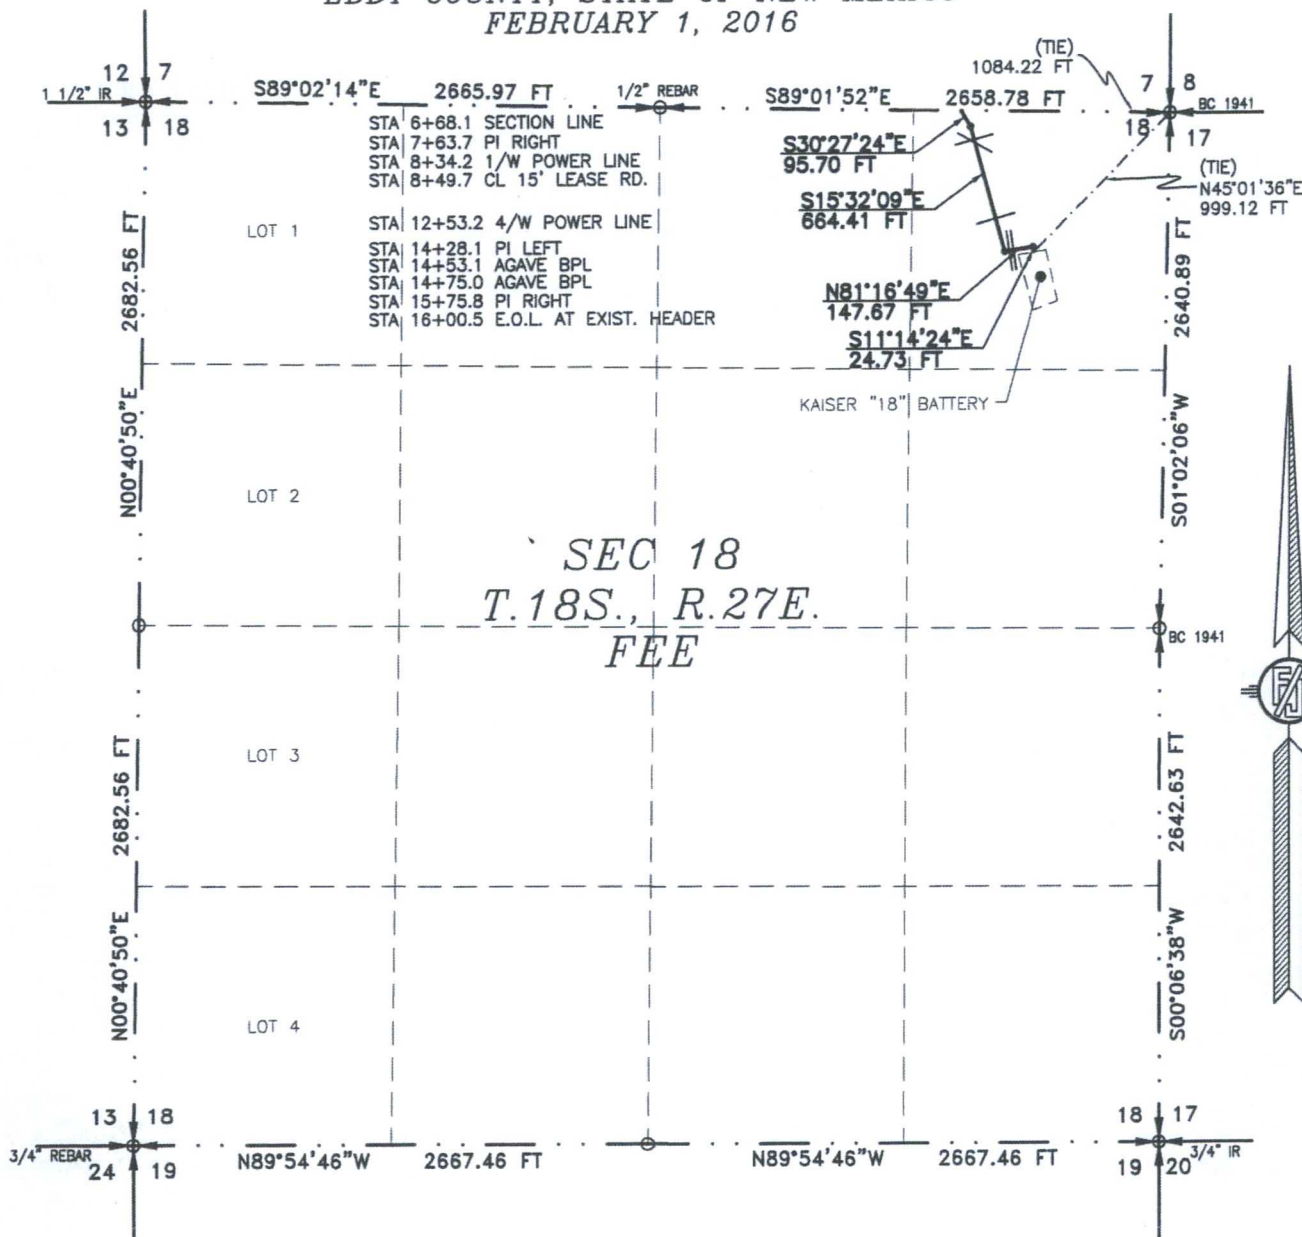 FEBRUARY 1, 2016
(TIE)
1084.22 FT
12 7
13 18
1 1/2" IR
S89°02'14"E 2665.97 FT
1/2" REBAR
S89°01'52"E 2658.78 FT
7 8
18 17
BC 1941
STA 6+68.1 SECTION LINE
STA 7+63.7 PI RIGHT
STA 8+34.2 1/W POWER LINE
STA 8+49.7 CL 15' LEASE RD.
STA 12+53.2 4/W POWER LINE
STA 14+28.1 PI LEFT
STA 14+53.1 AGAVE BPL
STA 14+75.0 AGAVE BPL
STA 15+75.8 PI RIGHT
STA 16+00.5 E.O.L. AT EXIST. HEADER
S30°27'24"E
95.70 FT
S15°32'09"E
664.41 FT
N81°16'49"E
147.67 FT
S11°14'24"E
24.73 FT
(TIE)
N45°01'36"E
999.12 FT
KAISER "18" BATTERY
LOT 1
LOT 2
LOT 3
LOT 4
N00°40'50"E 2682.56 FT
N00°40'50"E 2682.56 FT
SEC 18
T.18S., R.27E.
FEE
S01°02'06"W 2640.89 FT
BC 1941
S00°06'38"W 2642.63 FT
13 18
24 19
3/4" REBAR
N89°54'46"W 2667.46 FT
N89°54'46"W 2667.46 FT
18 17
19 20
3/4" IR